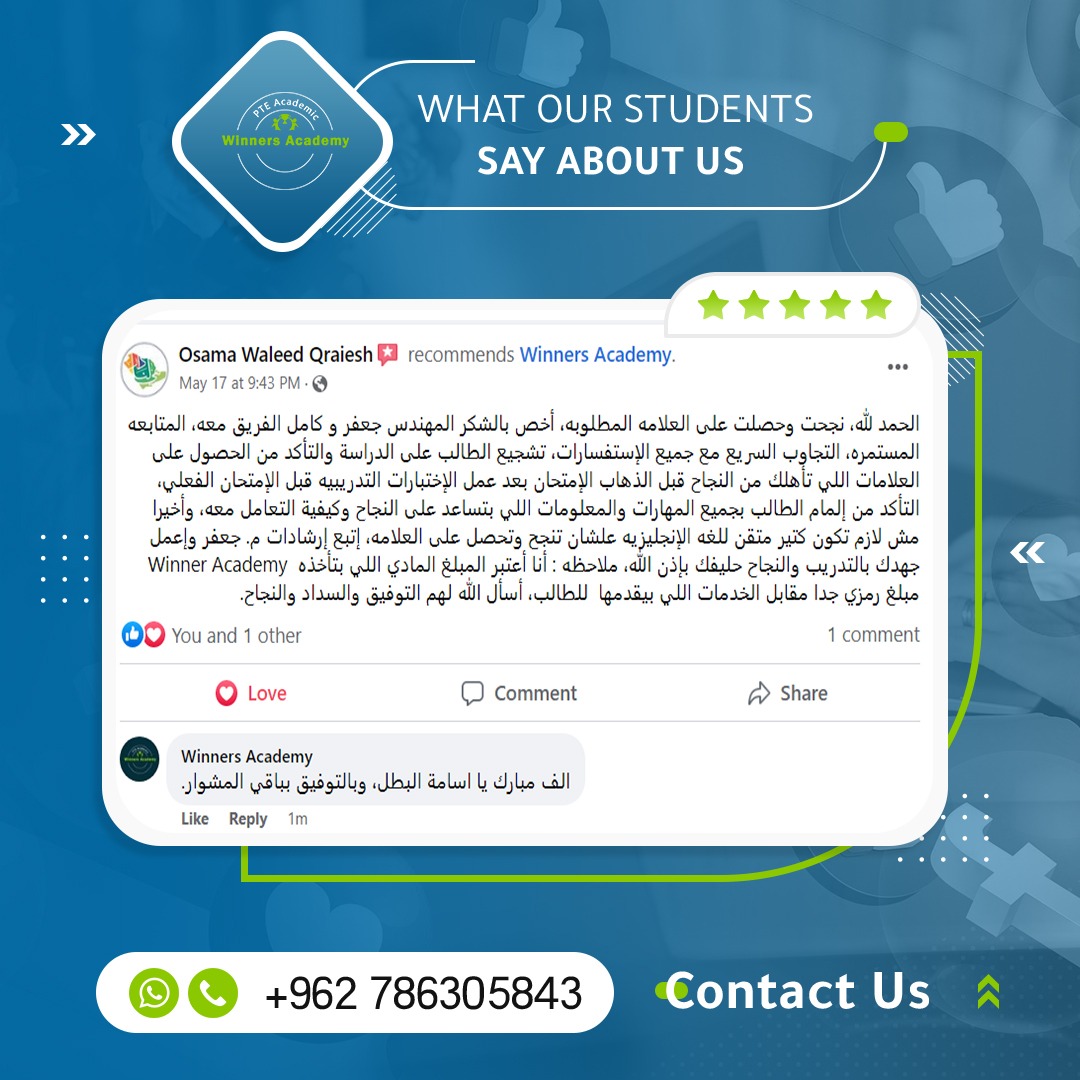 PTE Academic
Winners Academy
WHAT OUR STUDENTS
SAY ABOUT US
Osama Waleed Qraiesh recommends Winners Academy.
May 17 at 9:43 PM ·
الحمد لله، نجحت وحصلت على العلامه المطلوبه، أخص بالشكر المهندس جعفر و كامل الفريق معه، المتابعه
المستمره، التجاوب السريع مع جميع الإستفسارات، تشجيع الطالب على الدراسة والتأكد من الحصول على
العلامات اللي تأهلك من النجاح قبل الذهاب الإمتحان بعد عمل الإختبارات التدريبيه قبل الإمتحان الفعلي،
التأكد من إلمام الطالب بجميع المهارات والمعلومات اللي بتساعد على النجاح وكيفية التعامل معه، وأخيرا
مش لازم تكون كتير متقن للغه الإنجليزيه علشان تنجح وتحصل على العلامه، إتبع إرشادات م. جعفر وإعمل
جهدك بالتدريب والنجاح حليفك بإذن الله، ملاحظه : أنا أعتبر المبلغ المادي اللي بتأخذه Winner Academy
مبلغ رمزي جدا مقابل الخدمات اللي بيقدمها للطالب، أسأل الله لهم التوفيق والسداد والنجاح.
You and 1 other
1 comment
Love
Comment
Share
Winners Academy
الف مبارك يا اسامة البطل، وبالتوفيق بباقي المشوار.
Like Reply 1m
+962 786305843
Contact Us